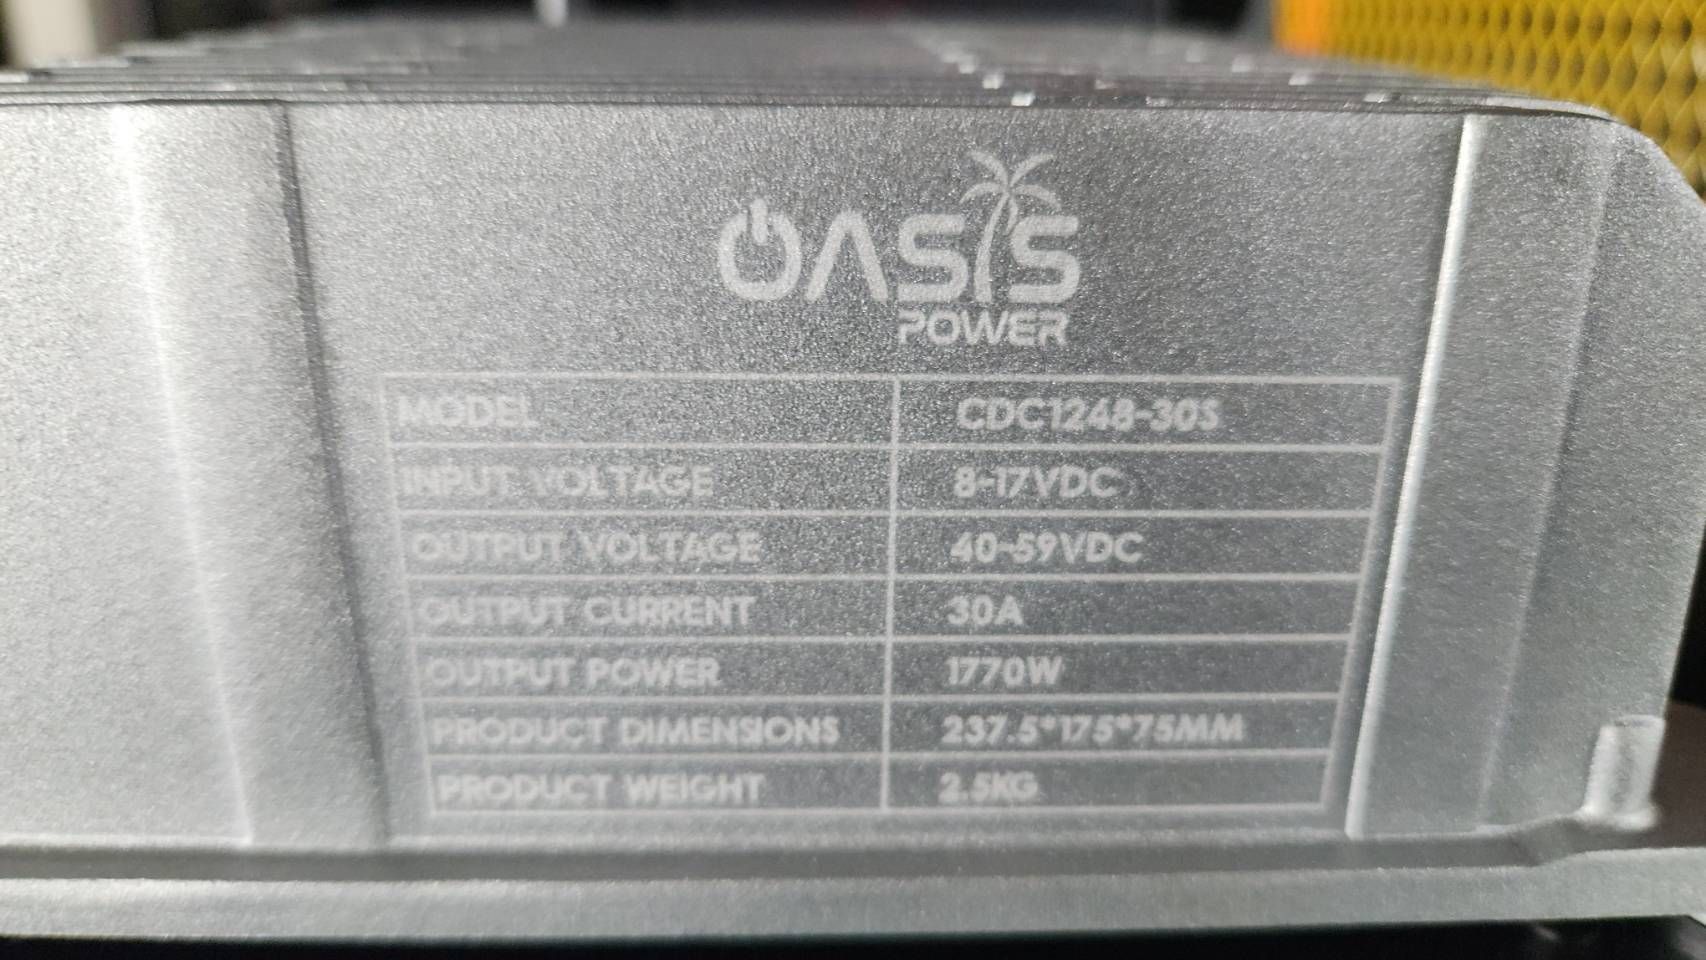 OASIS
POWER
MODEL CDC1248-30S
INPUT VOLTAGE 8-17VDC
OUTPUT VOLTAGE 40-59VDC
OUTPUT CURRENT 30A
OUTPUT POWER 1770W
PRODUCT DIMENSIONS 237.5*175*75MM
PRODUCT WEIGHT 2.5KG